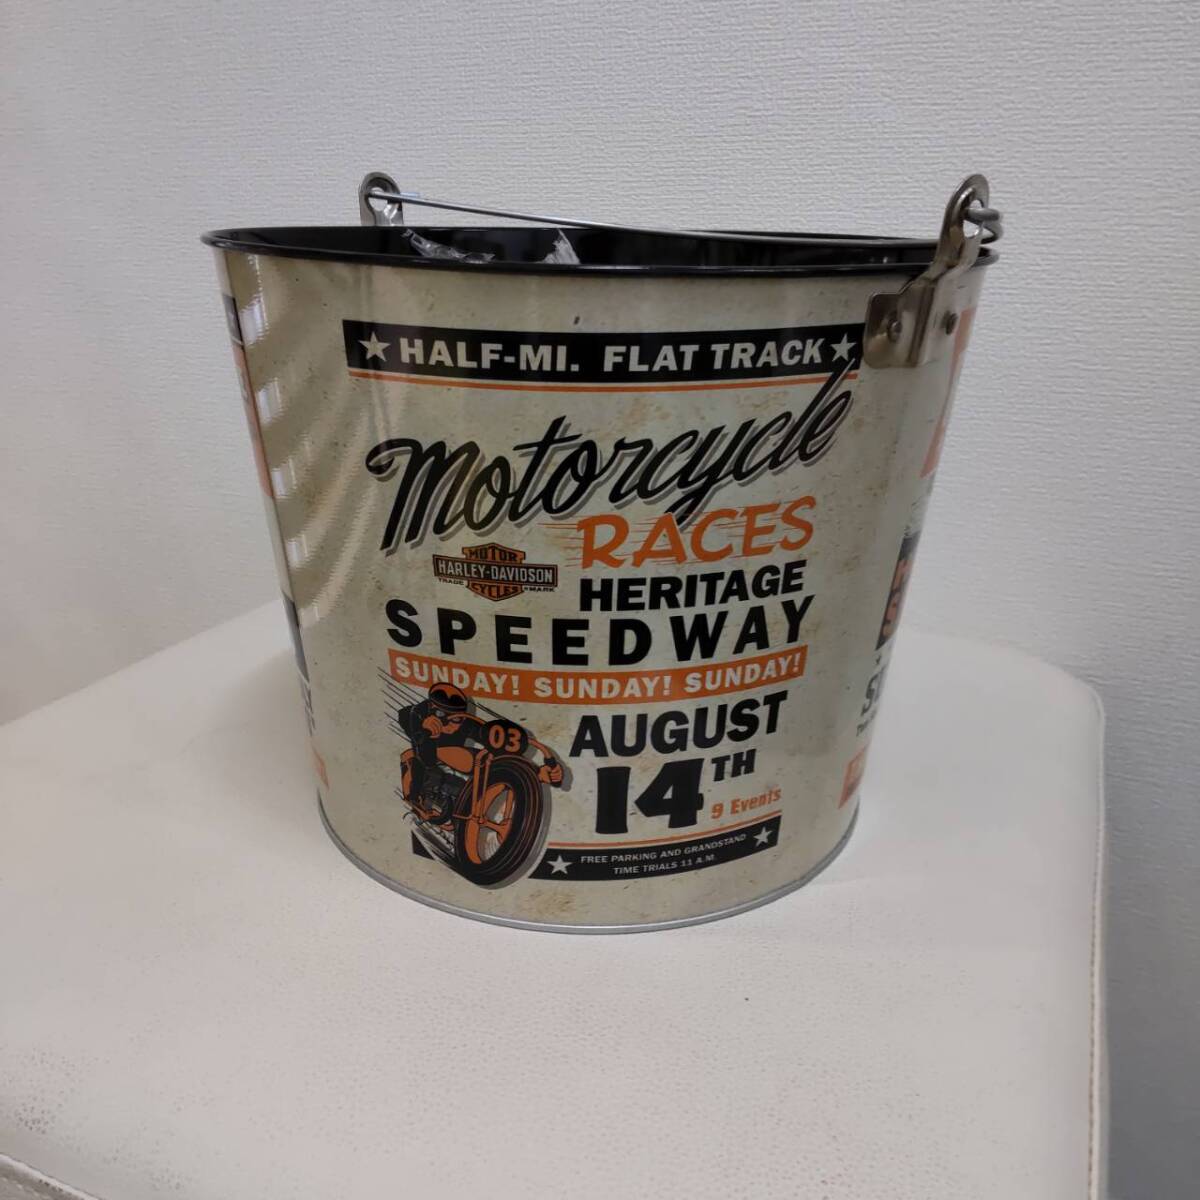 ★ HALF-MI. FLAT TRACK ★
Motorcycle
RACES
MOTOR
HARLEY-DAVIDSON
TRADE CYCLES ®MARK
HERITAGE
SPEEDWAY
SUNDAY! SUNDAY! SUNDAY!
AUGUST
03
14TH
9 Events
★ FREE PARKING AND GRANDSTAND ★
TIME TRIALS 11 A.M.